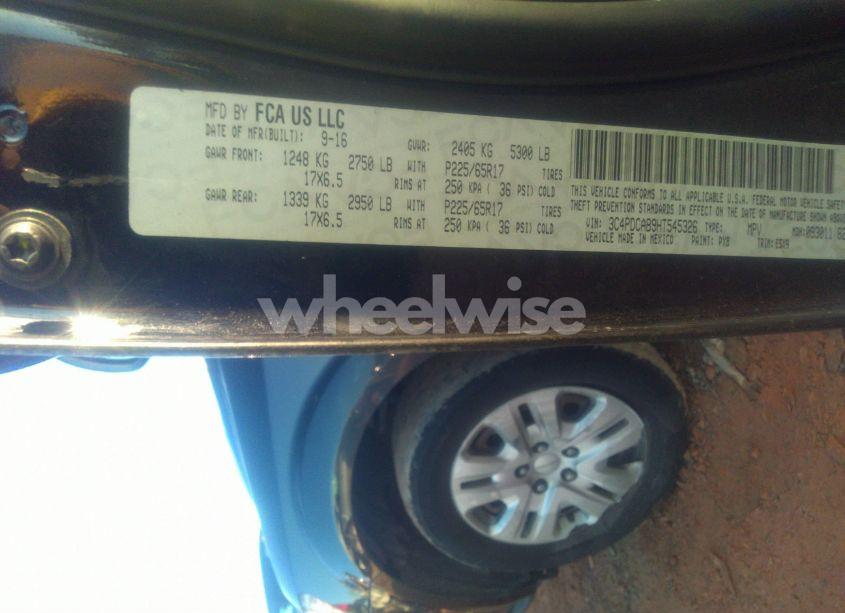 MFD BY FCA US LLC
DATE OF MFR(BUILT): 9-16 GVWR: 2405 KG 5300 LB
GAWR FRONT: 1248 KG 2750 LB WITH P225/65R17 TIRES
17X6.5 RIMS AT 250 KPA ( 36 PSI) COLD
GAWR REAR: 1339 KG 2950 LB WITH P225/65R17 TIRES
17X6.5 RIMS AT 250 KPA ( 36 PSI) COLD
THIS VEHICLE CONFORMS TO ALL APPLICABLE U.S.A. FEDERAL MOTOR VEHICLE SAFETY
THEFT PREVENTION STANDARDS IN EFFECT ON THE DATE OF MANUFACTURE SHOWN ABOVE
VIN: 3C4PDCAB9HT545326 TYPE: MPV MDH: 093011
VEHICLE MADE IN MEXICO PAINT: PX8 TRIM: E5X9
wheelwise